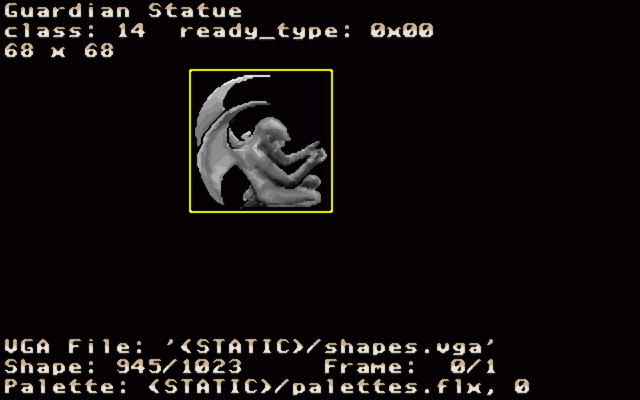 Guardian Statue
class: 14  ready_type: 0x00
68 x 68
VGA File: '<STATIC>/shapes.vga'
Shape: 945/1023    Frame:  0/1
Palette: <STATIC>/palettes.flx, 0